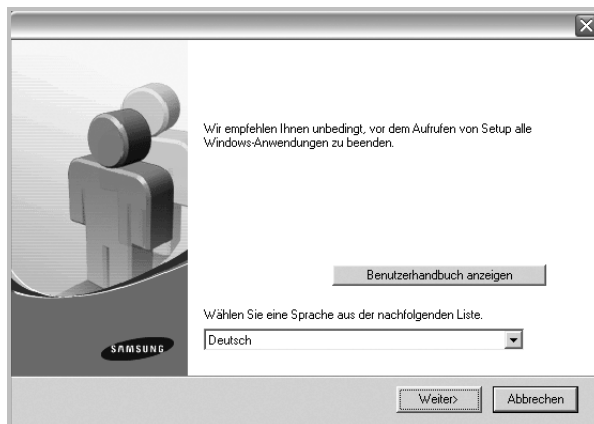 Wir empfehlen Ihnen unbedingt, vor dem Aufrufen von Setup alle
Windows-Anwendungen zu beenden.
Benutzerhandbuch anzeigen
Wählen Sie eine Sprache aus der nachfolgenden Liste.
Deutsch
SAMSUNG
Weiter>
Abbrechen